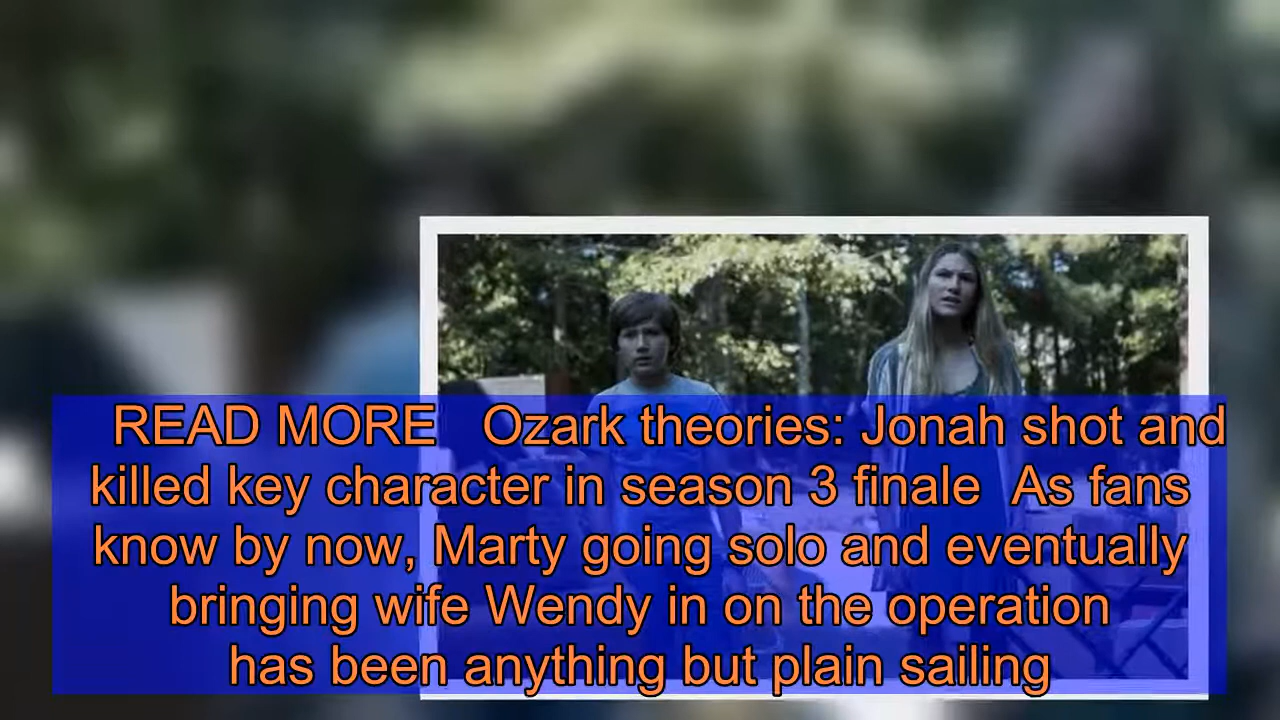 READ MORE Ozark theories: Jonah shot and
killed key character in season 3 finale As fans
know by now, Marty going solo and eventually
bringing wife Wendy in on the operation
has been anything but plain sailing